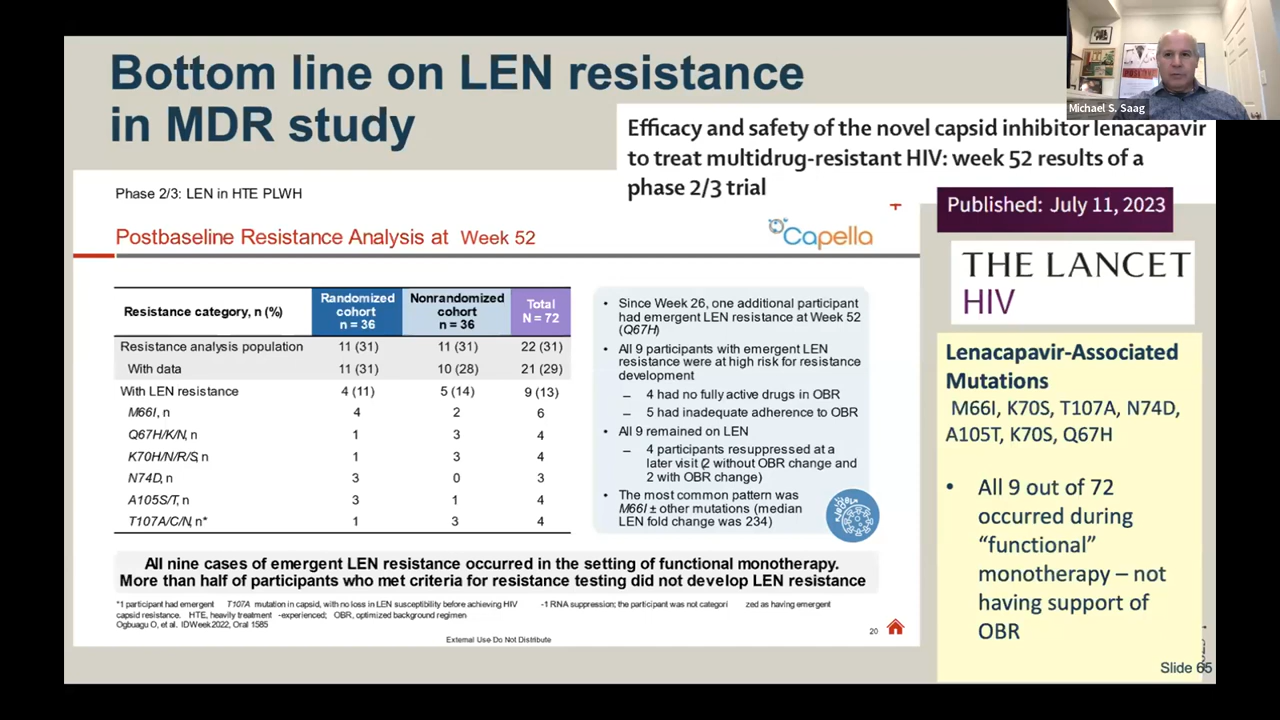 Bottom line on LEN resistance
in MDR study
Michael S. Saag
Efficacy and safety of the novel capsid inhibitor lenacapavir
to treat multidrug-resistant HIV: week 52 results of a
phase 2/3 trial
Published: July 11, 2023
THE LANCET
HIV
Phase 2/3: LEN in HTE PLWH
Postbaseline Resistance Analysis at Week 52
Capella
Resistance category, n (%) Randomized cohort n = 36 Nonrandomized cohort n = 36 Total N = 72
Resistance analysis population 11 (31) 11 (31) 22 (31)
With data 11 (31) 10 (28) 21 (29)
With LEN resistance 4 (11) 5 (14) 9 (13)
M66I, n 4 2 6
Q67H/K/N, n 1 3 4
K70H/N/R/S, n 1 3 4
N74D, n 3 0 3
A105S/T, n 3 1 4
T107A/C/N, n* 1 3 4
• Since Week 26, one additional participant
had emergent LEN resistance at Week 52
(Q67H)
• All 9 participants with emergent LEN
resistance were at high risk for resistance
development
– 4 had no fully active drugs in OBR
– 5 had inadequate adherence to OBR
• All 9 remained on LEN
– 4 participants resuppressed at a
later visit (2 without OBR change and
2 with OBR change)
• The most common pattern was
M66I ± other mutations (median
LEN fold change was 234)
All nine cases of emergent LEN resistance occurred in the setting of functional monotherapy.
More than half of participants who met criteria for resistance testing did not develop LEN resistance
*1 participant had emergent T107A mutation in capsid, with no loss in LEN susceptibility before achieving HIV -1 RNA suppression; the participant was not categori zed as having emergent
capsid resistance. HTE, heavily treatment -experienced; OBR, optimized background regimen
Ogbuagu O, et al. IDWeek 2022, Oral 1585
External Use Do Not Distribute
20
Lenacapavir-Associated
Mutations
M66I, K70S, T107A, N74D,
A105T, K70S, Q67H
• All 9 out of 72
occurred during
“functional”
monotherapy – not
having support of
OBR
Slide 65